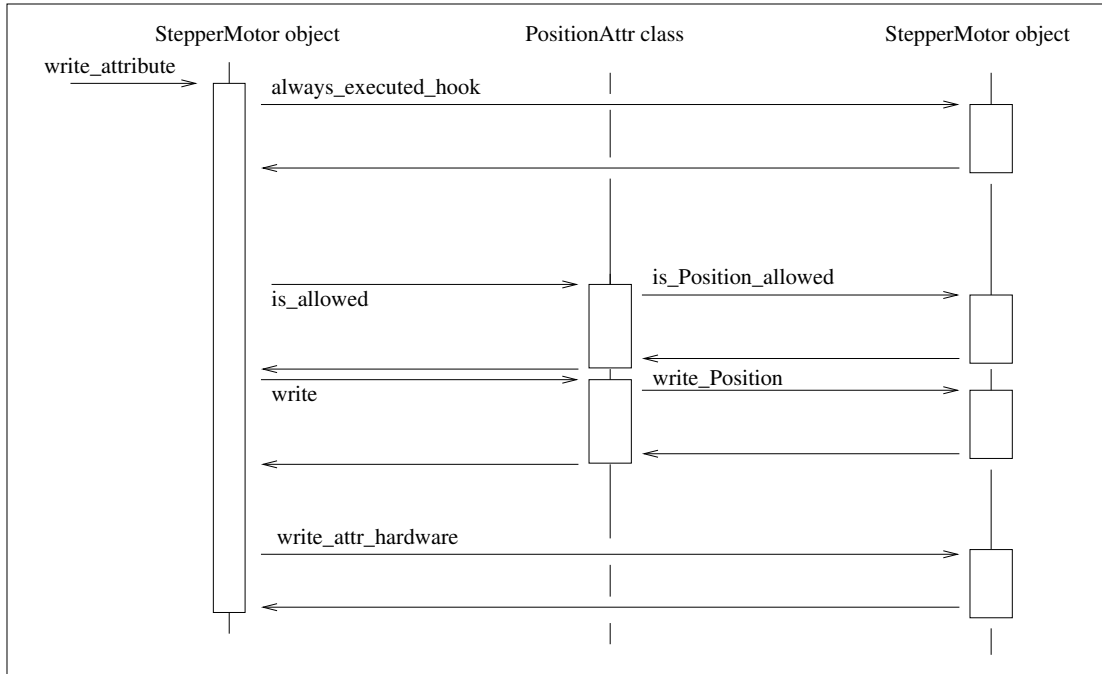 StepperMotor object
PositionAttr class
StepperMotor object
write_attribute
always_executed_hook
is_Position_allowed
is_allowed
write_Position
write
write_attr_hardware